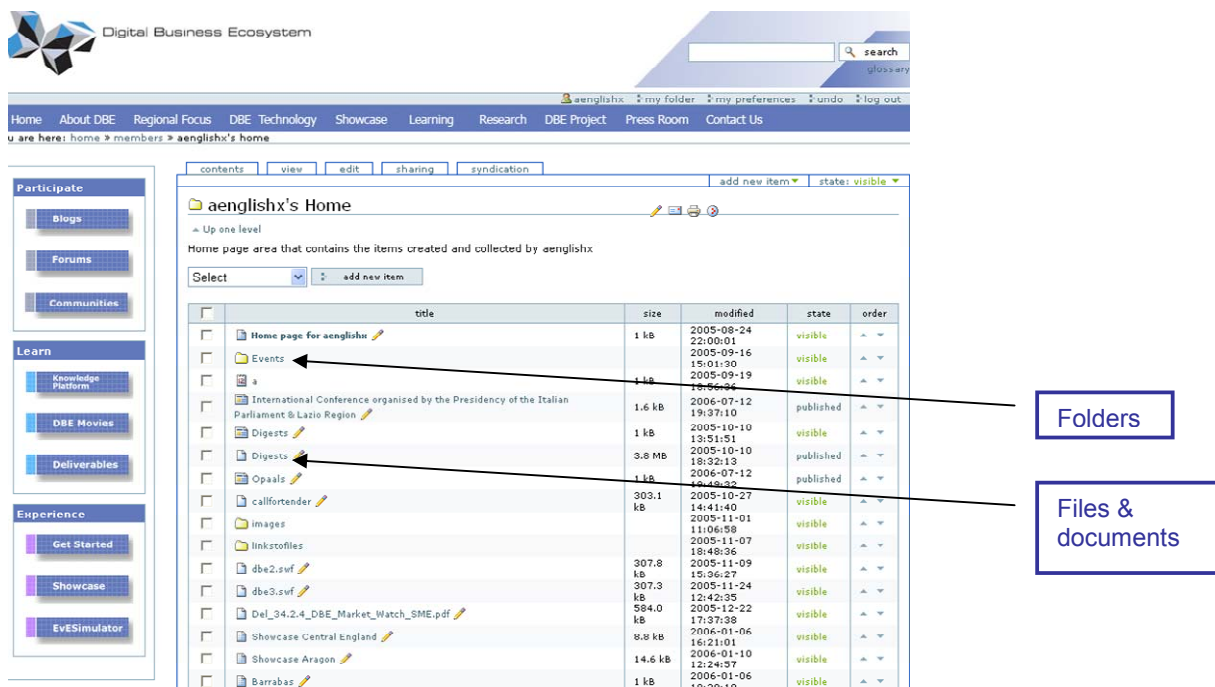 Digital Business Ecosystem
search
glossary
aenglishx my folder my preferences undo log out
Home About DBE Regional Focus DBE Technology Showcase Learning Research DBE Project Press Room Contact Us
u are here: home » members » aenglishx's home
contents view edit sharing syndication
add new item state: visible
Participate
Blogs
Forums
Communities
Learn
Knowledge
Platform
DBE Movies
Deliverables
Experience
Get Started
Showcase
EvESimulator
aenglishx's Home
Up one level
Home page area that contains the items created and collected by aenglishx
Select add new item
title size modified state order
Home page for aenglishx 1 kB 2005-08-24 22:00:01 visible
Events 2005-09-16 15:01:30 visible
a 1 kB 2005-09-19 18:56:36 visible
International Conference organised by the Presidency of the Italian
Parliament & Lazio Region 1.6 kB 2006-07-12 19:37:10 published
Digests 1 kB 2005-10-10 13:51:51 visible
Digests 3.8 MB 2005-10-10 18:32:13 published
Opaals 1 kB 2006-07-12 published
callfortender 303.1 kB 2005-10-27 14:41:40 visible
images 2005-11-01 11:06:58 visible
linkstofiles 2005-11-07 18:48:36 visible
dbe2.swf 307.8 kB 2005-11-09 15:36:27 visible
dbe3.swf 307.3 kB 2005-11-24 12:42:35 visible
Del_34.2.4_DBE_Market_Watch_SME.pdf 584.0 kB 2005-12-22 17:37:38 visible
Showcase Central England 8.8 kB 2006-01-06 16:21:01 visible
Showcase Aragon 14.6 kB 2006-01-10 12:24:57 visible
Barrabas 1 kB 2006-01-06 visible
Folders
Files &
documents